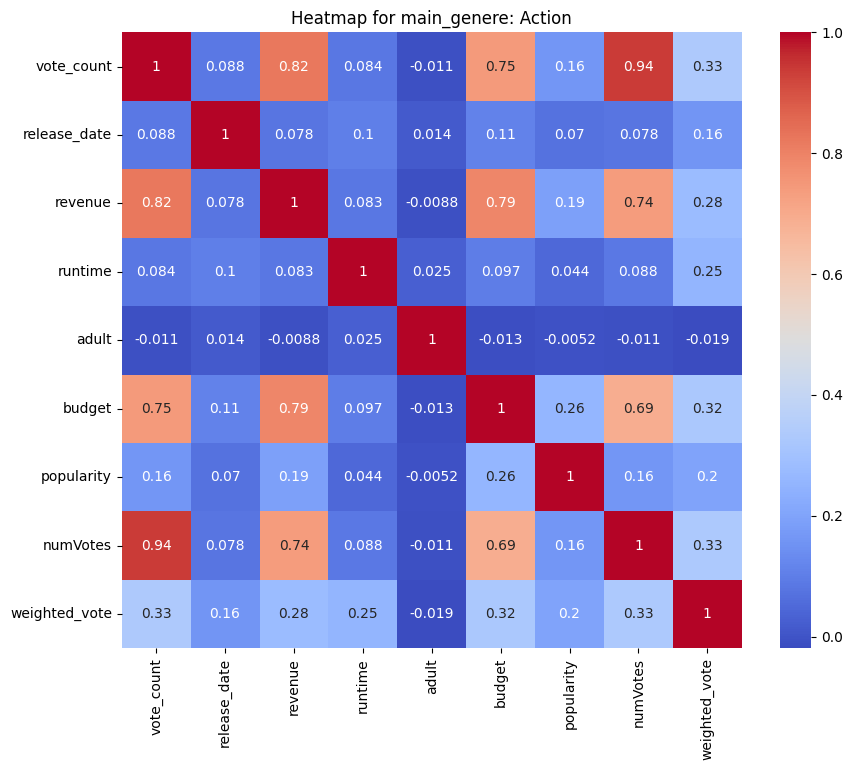 Heatmap for main_genere: Action
vote_count 1 0.088 0.82 0.084 -0.011 0.75 0.16 0.94 0.33
release_date 0.088 1 0.078 0.1 0.014 0.11 0.07 0.078 0.16
revenue 0.82 0.078 1 0.083 -0.0088 0.79 0.19 0.74 0.28
runtime 0.084 0.1 0.083 1 0.025 0.097 0.044 0.088 0.25
adult -0.011 0.014 -0.0088 0.025 1 -0.013 -0.0052 -0.011 -0.019
budget 0.75 0.11 0.79 0.097 -0.013 1 0.26 0.69 0.32
popularity 0.16 0.07 0.19 0.044 -0.0052 0.26 1 0.16 0.2
numVotes 0.94 0.078 0.74 0.088 -0.011 0.69 0.16 1 0.33
weighted_vote 0.33 0.16 0.28 0.25 -0.019 0.32 0.2 0.33 1
vote_count
release_date
revenue
runtime
adult
budget
popularity
numVotes
weighted_vote
1.0
0.8
0.6
0.4
0.2
0.0